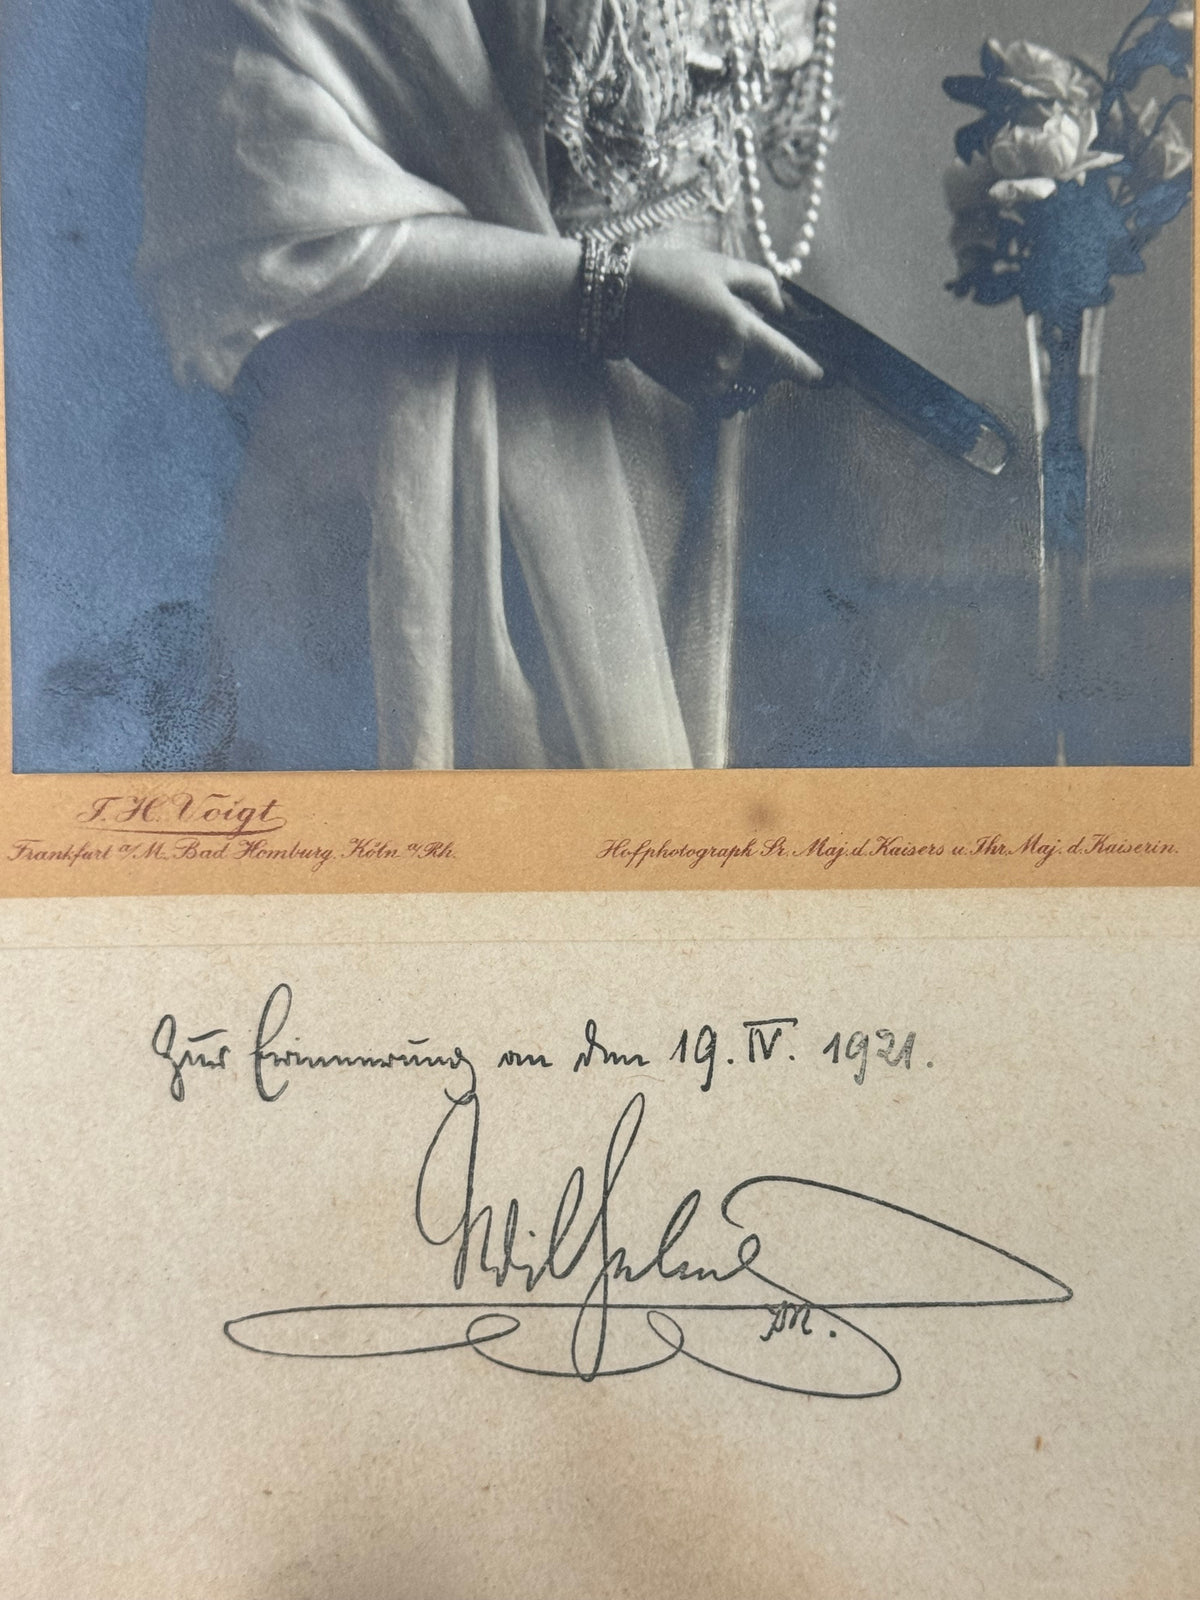 T. H. Voigt
Frankfurt a/M. Bad Homburg. Köln a/Rh.
Hofphotograph Sr. Maj. d. Kaisers u. Ihr. Maj. d. Kaiserin.
Zur Erinnerung an den 19. IV. 1921.
Wilhelm